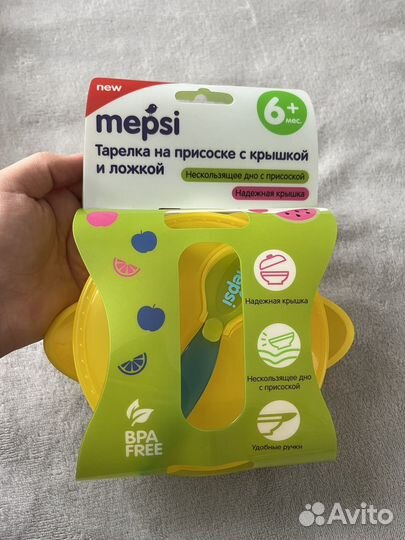 new
mepsi
6+
мес.
Тарелка на присоске с крышкой
и ложкой
Нескользящее дно с присоской
Надежная крышка
mepsi
Надежная крышка
Нескользящее дно
с присоской
Удобные ручки
BPA
FREE
Avito